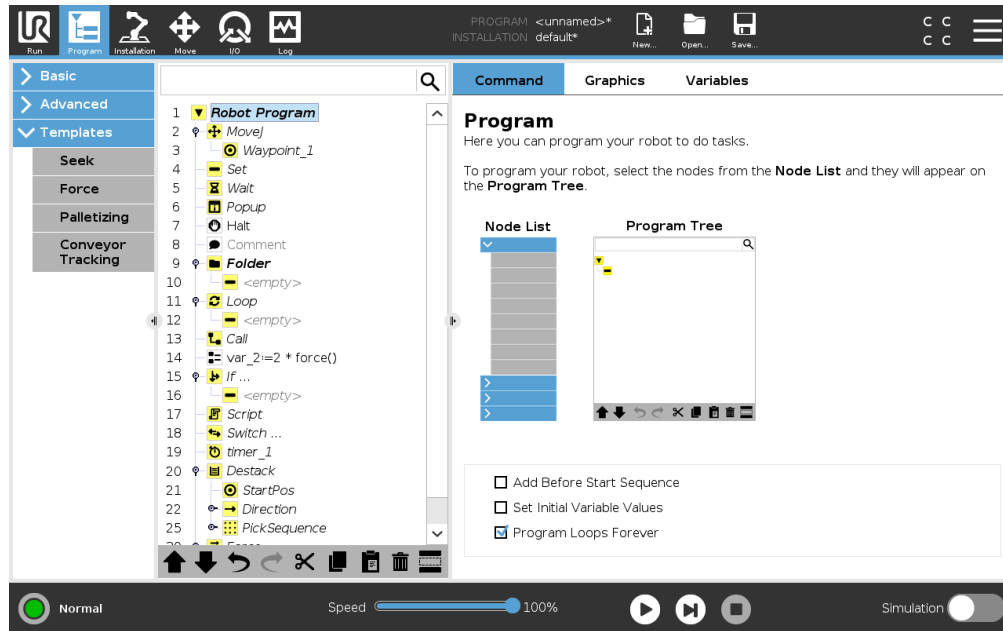 PROGRAM <unnamed>*
INSTALLATION default*
UR
Run
Program
Installation
Move
I/O
Log
New...
Open...
Save...
C C
C C
Basic
Advanced
Templates
Seek
Force
Palletizing
Conveyor
Tracking
1 Robot Program
2 MoveJ
3 Waypoint_1
4 Set
5 Wait
6 Popup
7 Halt
8 Comment
9 Folder
10 <empty>
11 Loop
12 <empty>
13 Call
14 var_2:=2 * force()
15 If ...
16 <empty>
17 Script
18 Switch ...
19 timer_1
20 Destack
21 StartPos
22 Direction
25 PickSequence
Command
Graphics
Variables
Program
Here you can program your robot to do tasks.
To program your robot, select the nodes from the Node List and they will appear on
the Program Tree.
Node List
Program Tree
Add Before Start Sequence
Set Initial Variable Values
Program Loops Forever
Normal
Speed
100%
Simulation